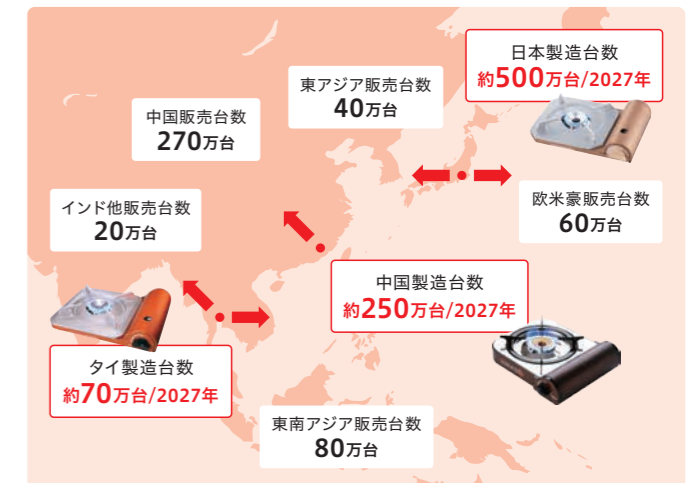 日本製造台数
約500万台/2027年
東アジア販売台数
40万台
中国販売台数
270万台
欧米豪販売台数
60万台
インド他販売台数
20万台
中国製造台数
約250万台/2027年
タイ製造台数
約70万台/2027年
東南アジア販売台数
80万台